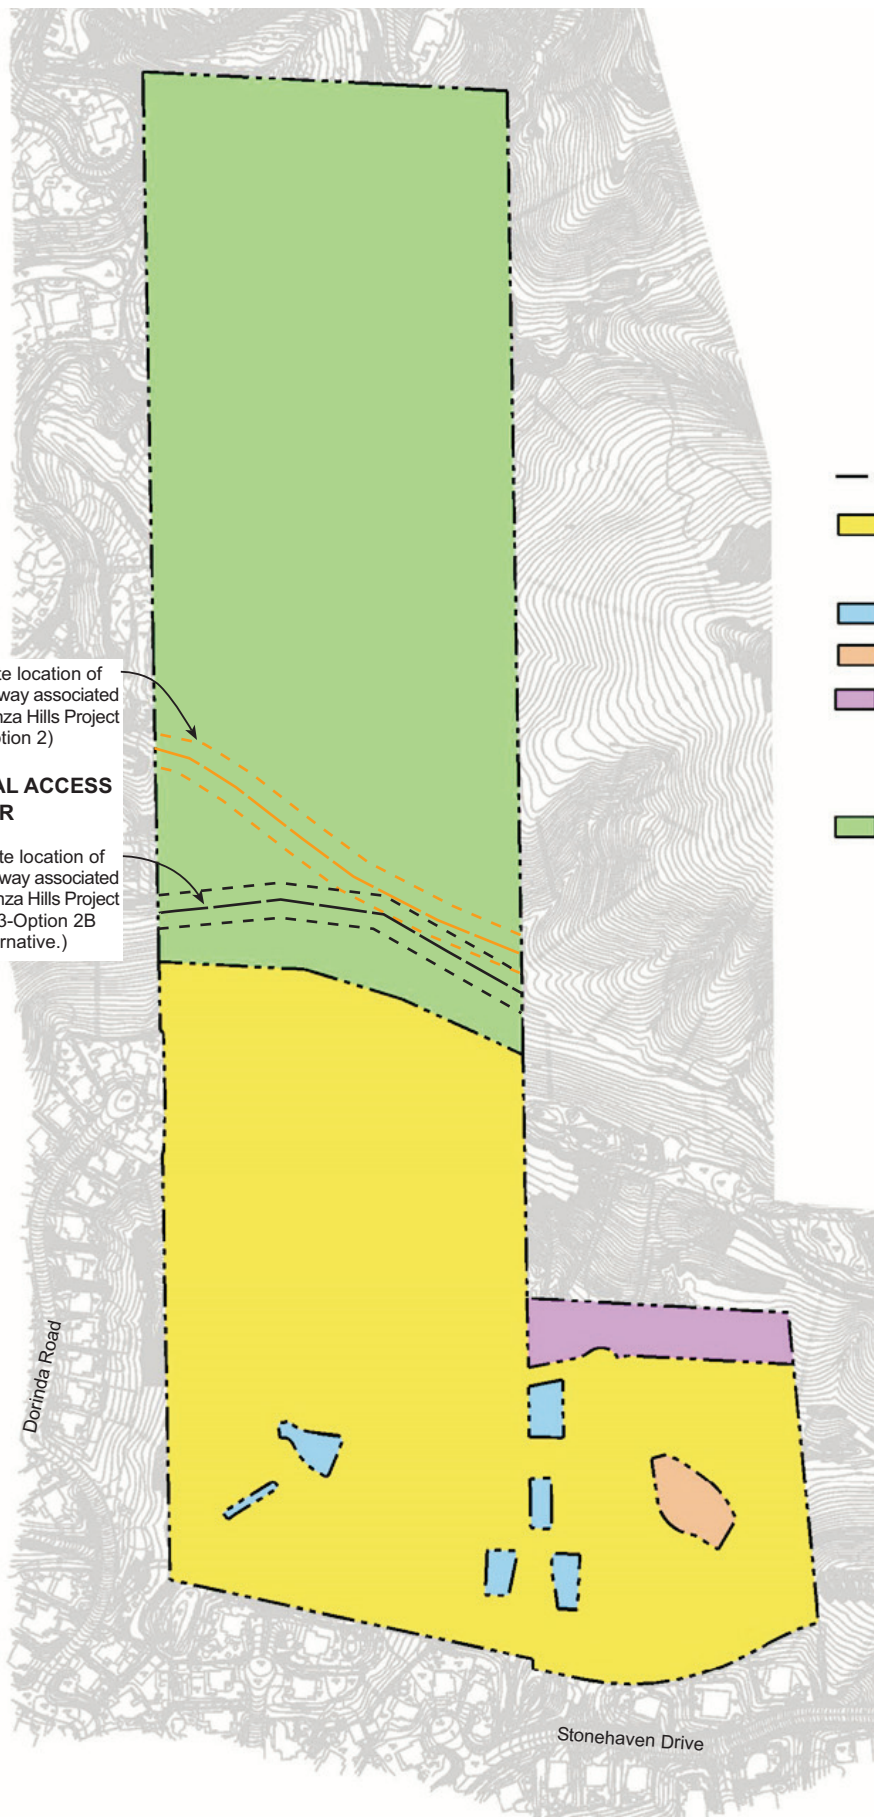 te location of
way associated
nza Hills Project
tion 2)
AL ACCESS
R
te location of
way associated
nza Hills Project
3-Option 2B
rnative.)
Dorinda Road
Stonehaven Drive